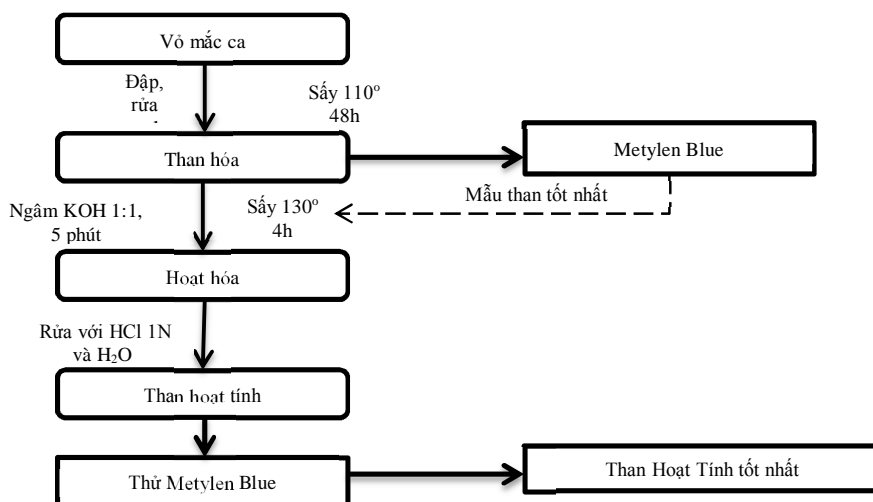 Vỏ mắc ca
Đập,
rửa
Sấy 110°
48h
Than hóa
Metylen Blue
Mẫu than tốt nhất
Ngâm KOH 1:1,
5 phút
Sấy 130°
4h
Hoạt hóa
Rửa với HCl 1N
và H₂O
Than hoạt tính
Thử Metylen Blue
Than Hoạt Tính tốt nhất